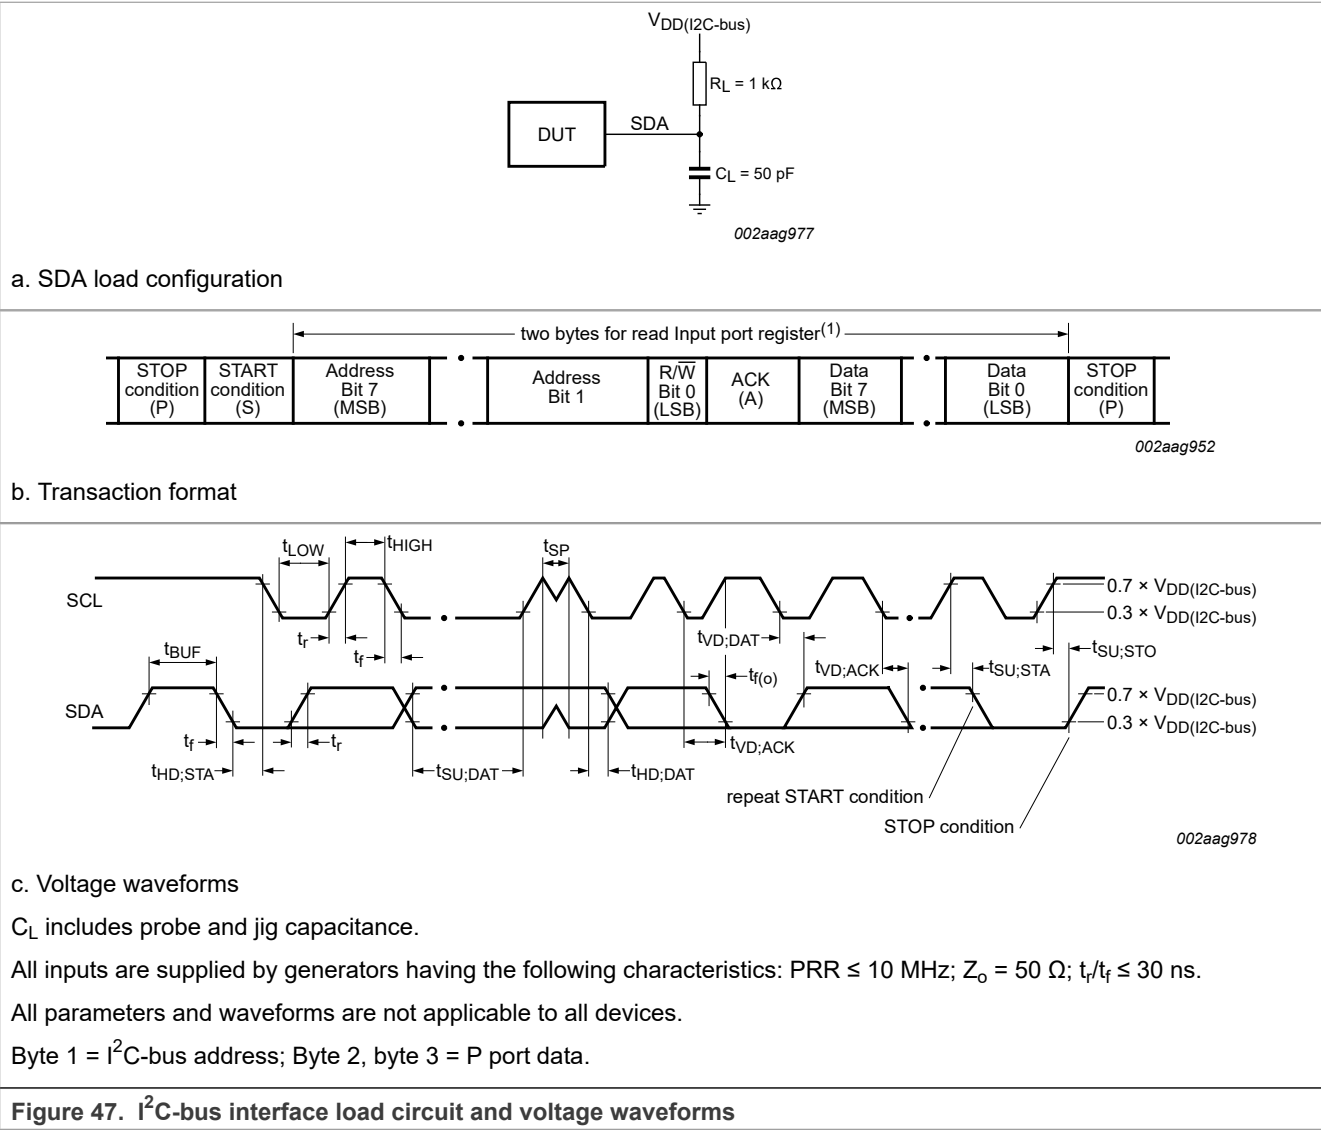 VDD(I2C-bus)
RL = 1 kΩ
DUT
SDA
CL = 50 pF
002aag977
a. SDA load configuration
two bytes for read Input port register(1)
STOP condition (P)
START condition (S)
Address Bit 7 (MSB)
Address Bit 1
R/W̅ Bit 0 (LSB)
ACK (A)
Data Bit 7 (MSB)
Data Bit 0 (LSB)
STOP condition (P)
002aag952
b. Transaction format
tLOW
tHIGH
tSP
SCL
0.7 × VDD(I2C-bus)
0.3 × VDD(I2C-bus)
tr
tf
tBUF
tVD;DAT
tVD;ACK
tSU;STA
tSU;STO
tf(o)
SDA
0.7 × VDD(I2C-bus)
0.3 × VDD(I2C-bus)
tf
tr
tVD;ACK
tHD;STA
tSU;DAT
tHD;DAT
repeat START condition
STOP condition
002aag978
c. Voltage waveforms
CL includes probe and jig capacitance.
All inputs are supplied by generators having the following characteristics: PRR ≤ 10 MHz; Zo = 50 Ω; tr/tf ≤ 30 ns.
All parameters and waveforms are not applicable to all devices.
Byte 1 = I²C-bus address; Byte 2, byte 3 = P port data.
Figure 47. I²C-bus interface load circuit and voltage waveforms